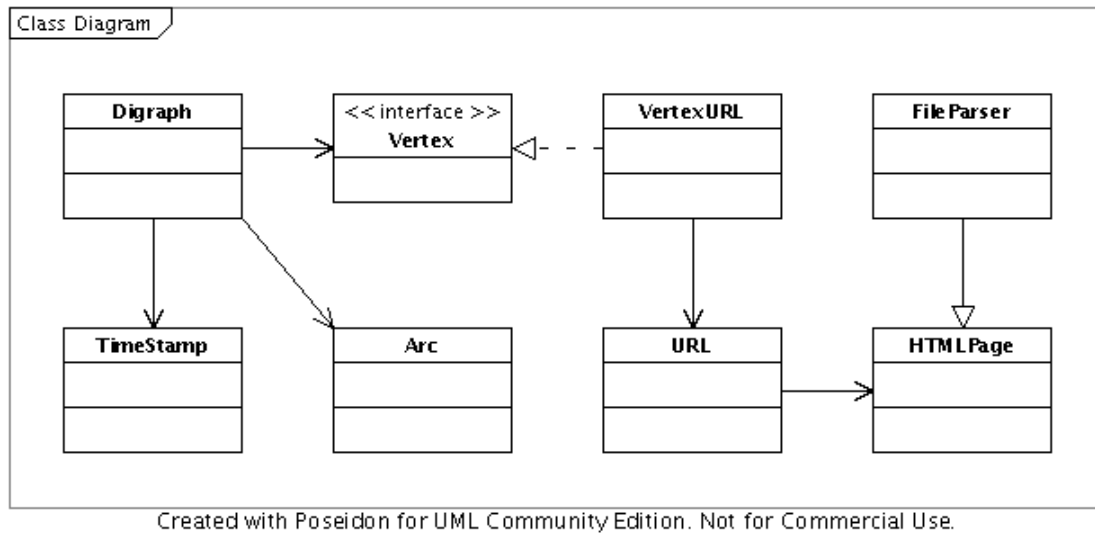 Class Diagram
Digraph
<< interface >>
Vertex
VertexURL
FileParser
TimeStamp
Arc
URL
HTMLPage
Created with Poseidon for UML Community Edition. Not for Commercial Use.